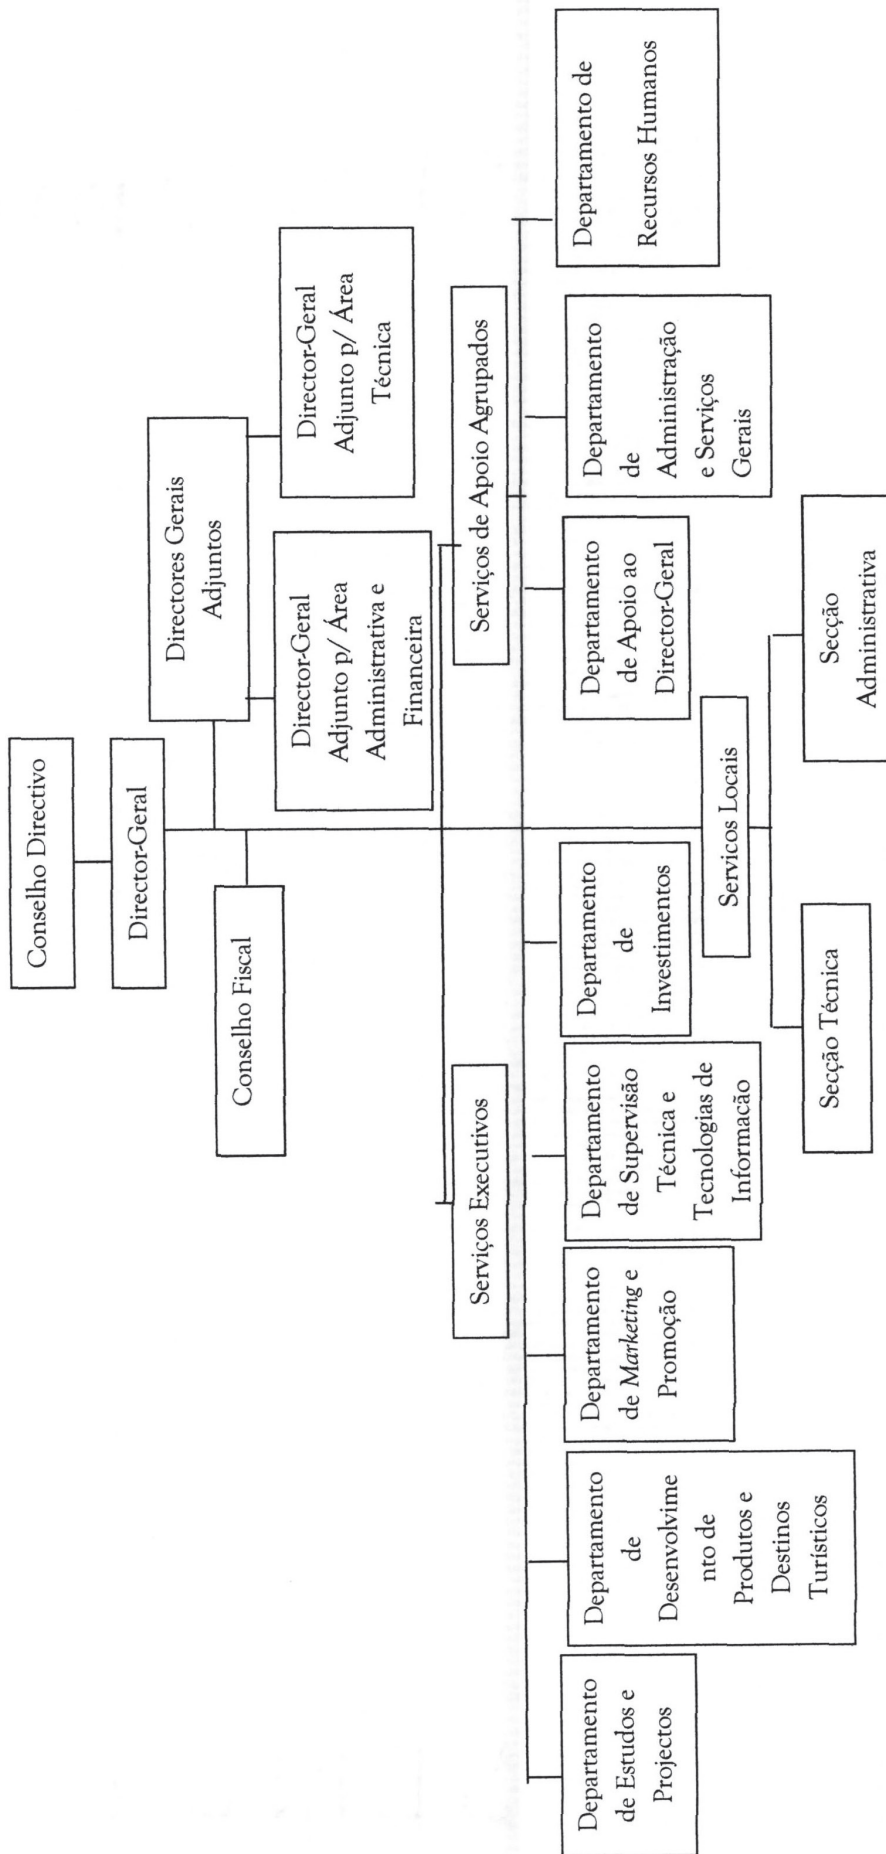 Conselho Directivo
Director-Geral
Conselho Fiscal
Directores Gerais
Adjuntos
Director-Geral
Adjunto p/ Área
Administrativa e
Financeira
Director-Geral
Adjunto p/ Área
Técnica
Serviços Executivos
Serviços de Apoio Agrupados
Departamento
de Estudos e
Projectos
Departamento
de
Desenvolvime
nto de
Produtos e
Destinos
Turísticos
Departamento
de Marketing e
Promoção
Departamento
de Supervisão
Técnica e
Tecnologias de
Informacão
Departamento
de
Investimentos
Departamento
de Apoio ao
Director-Geral
Departamento
de
Administração
e Serviços
Gerais
Departamento de
Recursos Humanos
Servicos Locais
Secção Técnica
Secção
Administrativa